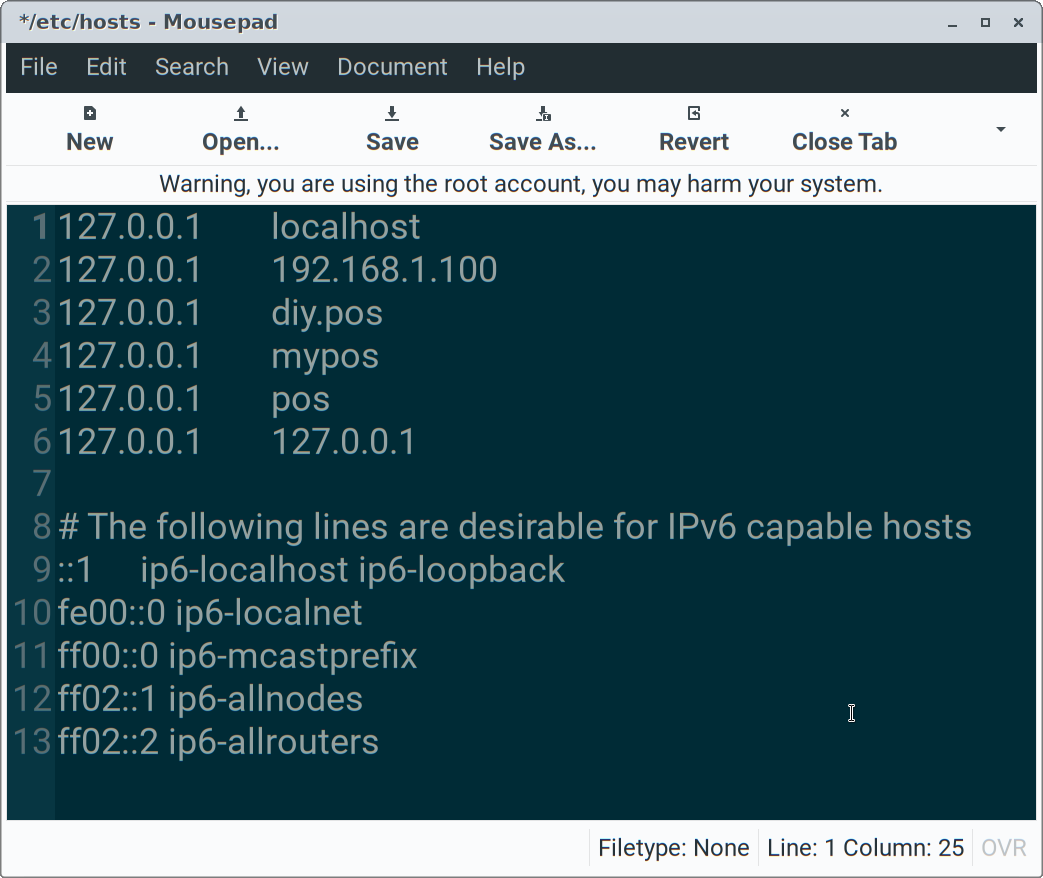 */etc/hosts - Mousepad
File Edit Search View Document Help
New Open... Save Save As... Revert Close Tab
Warning, you are using the root account, you may harm your system.
1 127.0.0.1 localhost
2 127.0.0.1 192.168.1.100
3 127.0.0.1 diy.pos
4 127.0.0.1 mypos
5 127.0.0.1 pos
6 127.0.0.1 127.0.0.1
7
8 # The following lines are desirable for IPv6 capable hosts
9 ::1 ip6-localhost ip6-loopback
10 fe00::0 ip6-localnet
11 ff00::0 ip6-mcastprefix
12 ff02::1 ip6-allnodes
13 ff02::2 ip6-allrouters
Filetype: None Line: 1 Column: 25 OVR